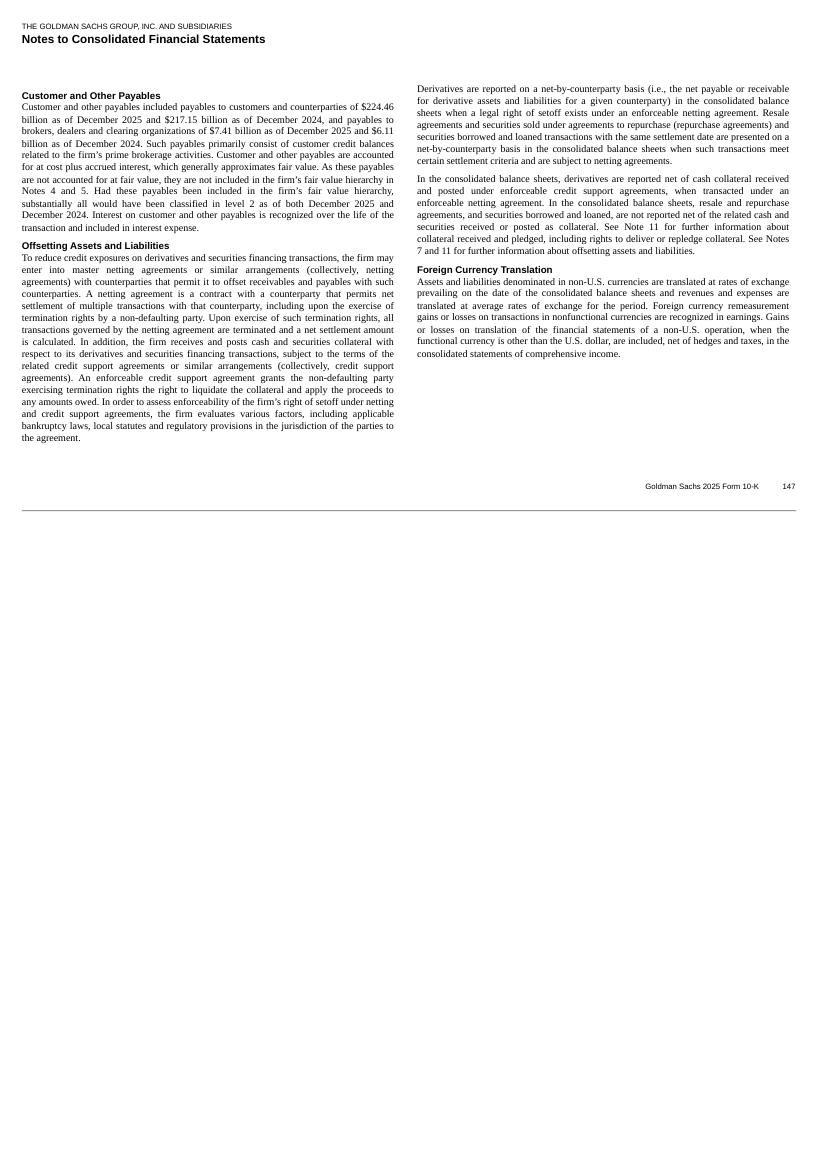 THE GOLDMAN SACHS GROUP, INC. AND SUBSIDIARIES
Notes to Consolidated Financial Statements
Customer and Other Payables
Customer and other payables included payables to customers and counterparties of $224.46
billion as of December 2025 and $217.15 billion as of December 2024, and payables to
brokers, dealers and clearing organizations of $7.41 billion as of December 2025 and $6.11
billion as of December 2024. Such payables primarily consist of customer credit balances
related to the firm’s prime brokerage activities. Customer and other payables are accounted
for at cost plus accrued interest, which generally approximates fair value. As these payables
are not accounted for at fair value, they are not included in the firm’s fair value hierarchy in
Notes 4 and 5. Had these payables been included in the firm’s fair value hierarchy,
substantially all would have been classified in level 2 as of both December 2025 and
December 2024. Interest on customer and other payables is recognized over the life of the
transaction and included in interest expense.
Offsetting Assets and Liabilities
To reduce credit exposures on derivatives and securities financing transactions, the firm may
enter into master netting agreements or similar arrangements (collectively, netting
agreements) with counterparties that permit it to offset receivables and payables with such
counterparties. A netting agreement is a contract with a counterparty that permits net
settlement of multiple transactions with that counterparty, including upon the exercise of
termination rights by a non-defaulting party. Upon exercise of such termination rights, all
transactions governed by the netting agreement are terminated and a net settlement amount
is calculated. In addition, the firm receives and posts cash and securities collateral with
respect to its derivatives and securities financing transactions, subject to the terms of the
related credit support agreements or similar arrangements (collectively, credit support
agreements). An enforceable credit support agreement grants the non-defaulting party
exercising termination rights the right to liquidate the collateral and apply the proceeds to
any amounts owed. In order to assess enforceability of the firm’s right of setoff under netting
and credit support agreements, the firm evaluates various factors, including applicable
bankruptcy laws, local statutes and regulatory provisions in the jurisdiction of the parties to
the agreement.
Derivatives are reported on a net-by-counterparty basis (i.e., the net payable or receivable
for derivative assets and liabilities for a given counterparty) in the consolidated balance
sheets when a legal right of setoff exists under an enforceable netting agreement. Resale
agreements and securities sold under agreements to repurchase (repurchase agreements) and
securities borrowed and loaned transactions with the same settlement date are presented on a
net-by-counterparty basis in the consolidated balance sheets when such transactions meet
certain settlement criteria and are subject to netting agreements.
In the consolidated balance sheets, derivatives are reported net of cash collateral received
and posted under enforceable credit support agreements, when transacted under an
enforceable netting agreement. In the consolidated balance sheets, resale and repurchase
agreements, and securities borrowed and loaned, are not reported net of the related cash and
securities received or posted as collateral. See Note 11 for further information about
collateral received and pledged, including rights to deliver or repledge collateral. See Notes
7 and 11 for further information about offsetting assets and liabilities.
Foreign Currency Translation
Assets and liabilities denominated in non-U.S. currencies are translated at rates of exchange
prevailing on the date of the consolidated balance sheets and revenues and expenses are
translated at average rates of exchange for the period. Foreign currency remeasurement
gains or losses on transactions in nonfunctional currencies are recognized in earnings. Gains
or losses on translation of the financial statements of a non-U.S. operation, when the
functional currency is other than the U.S. dollar, are included, net of hedges and taxes, in the
consolidated statements of comprehensive income.
Goldman Sachs 2025 Form 10-K 147